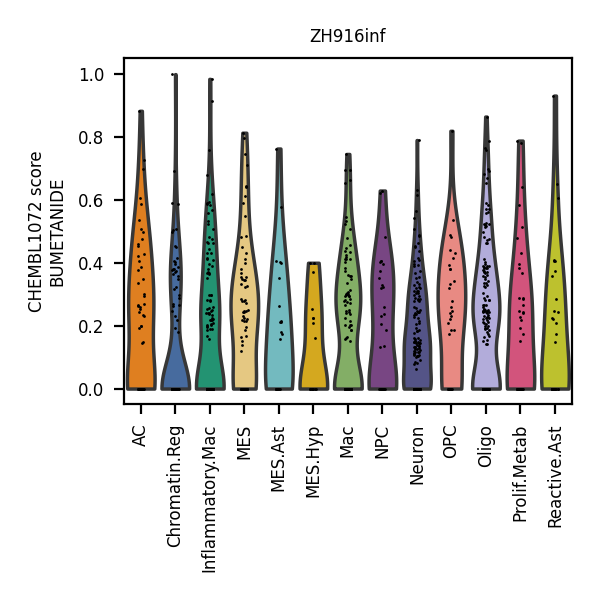 ZH916inf
CHEMBL1072 score
BUMETANIDE
1.0
0.8
0.6
0.4
0.2
0.0
AC
Chromatin.Reg
Inflammatory.Mac
MES
MES.Ast
MES.Hyp
Mac
NPC
Neuron
OPC
Oligo
Prolif.Metab
Reactive.Ast